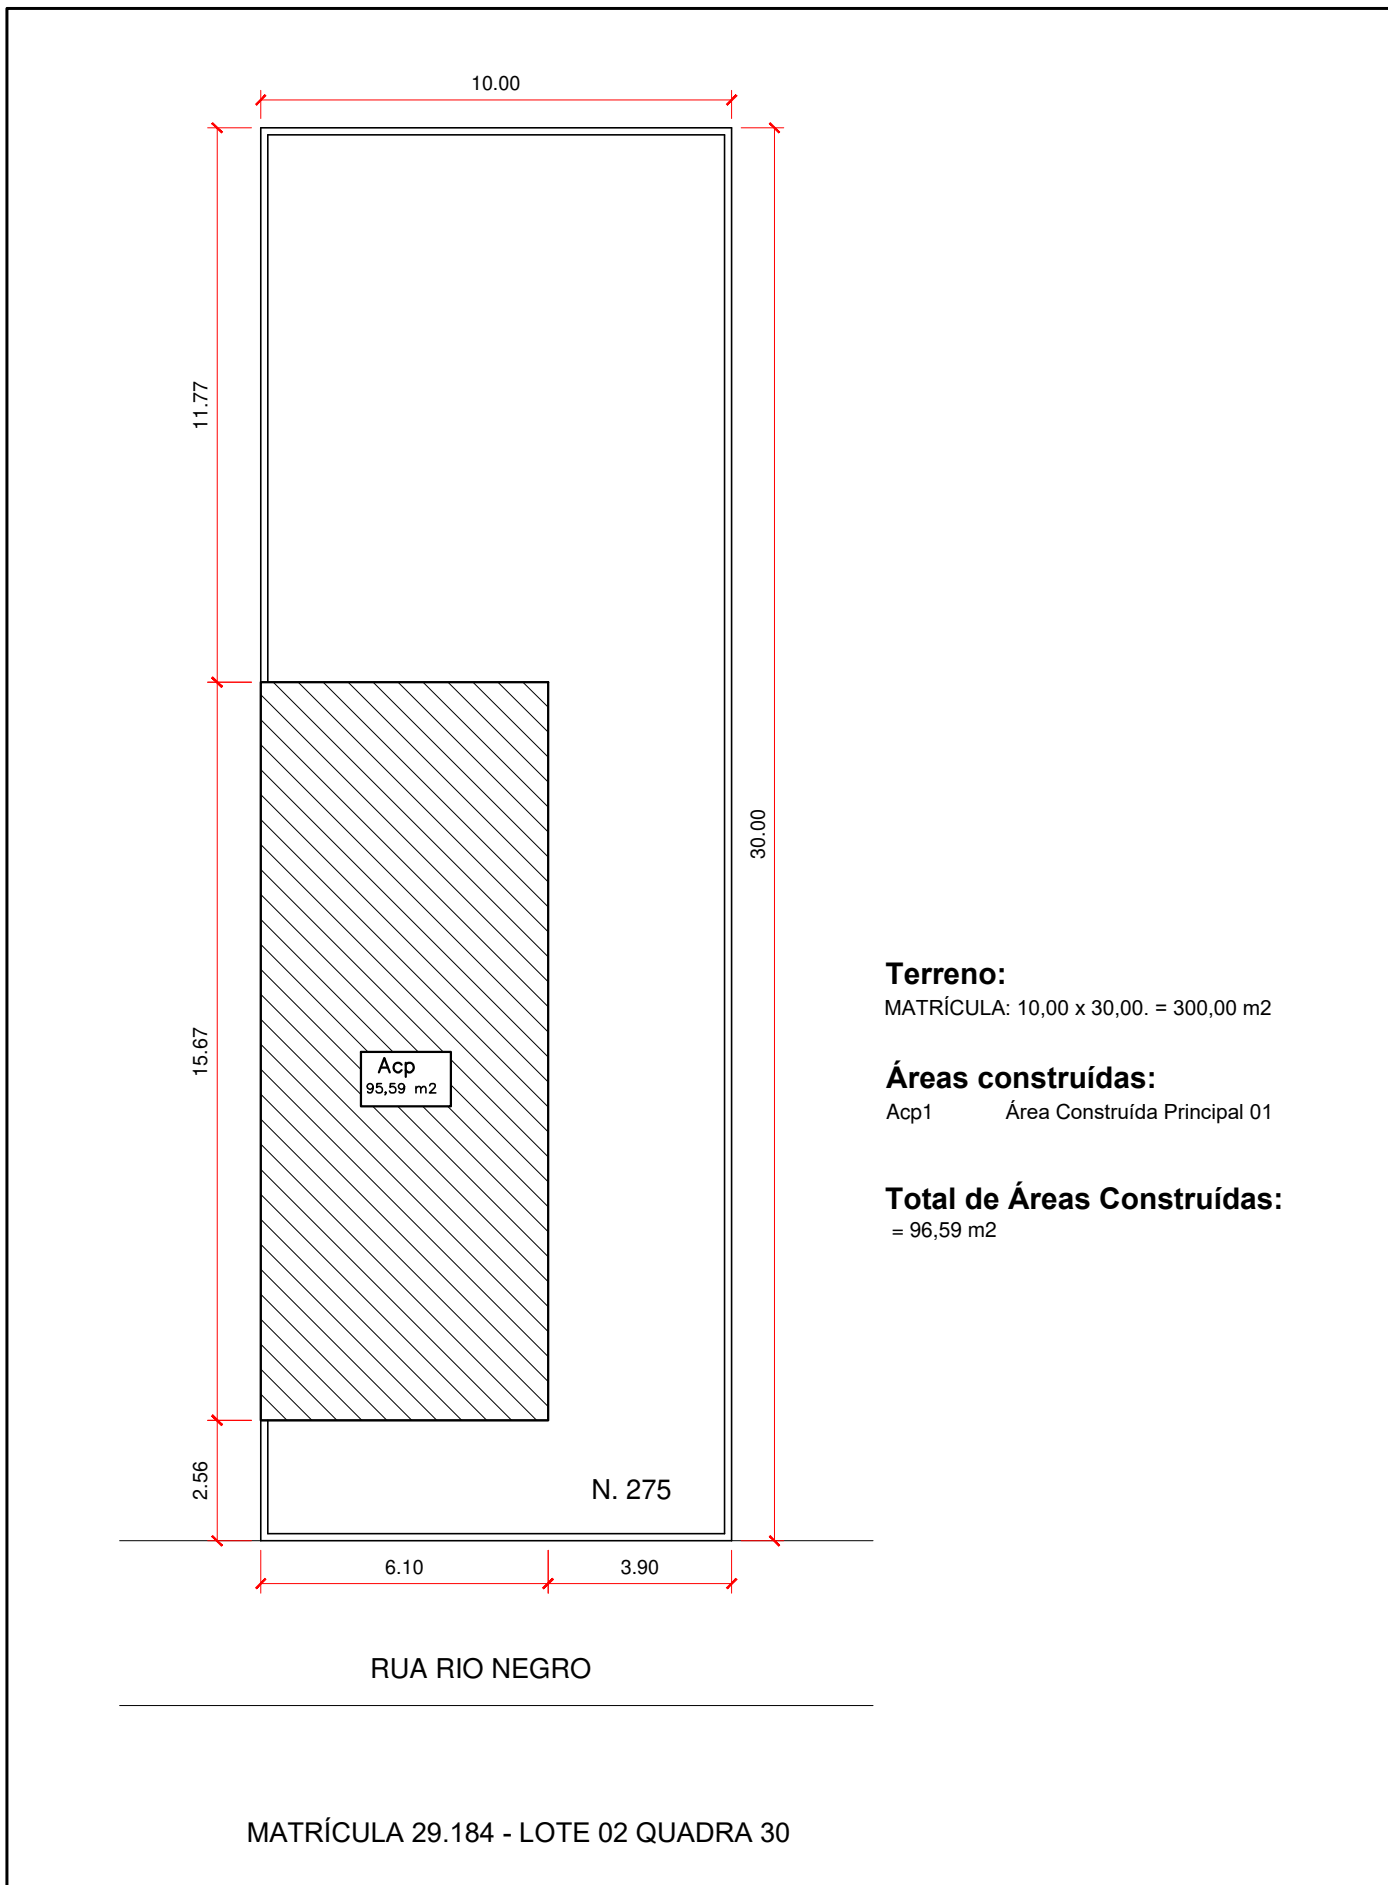 10.00
11.77
30.00
15.67
Acp
95,59 m2
Terreno:
MATRÍCULA: 10,00 x 30,00. = 300,00 m2
Áreas construídas:
Acp1 Área Construída Principal 01
Total de Áreas Construídas:
= 96,59 m2
2.56
N. 275
6.10
3.90
RUA RIO NEGRO
MATRÍCULA 29.184 - LOTE 02 QUADRA 30